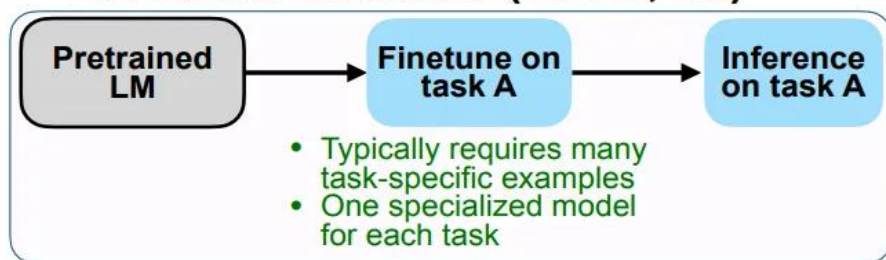 Pretrained
LM
Finetune on
task A
Inference
on task A
• Typically requires many
task-specific examples
• One specialized model
for each task